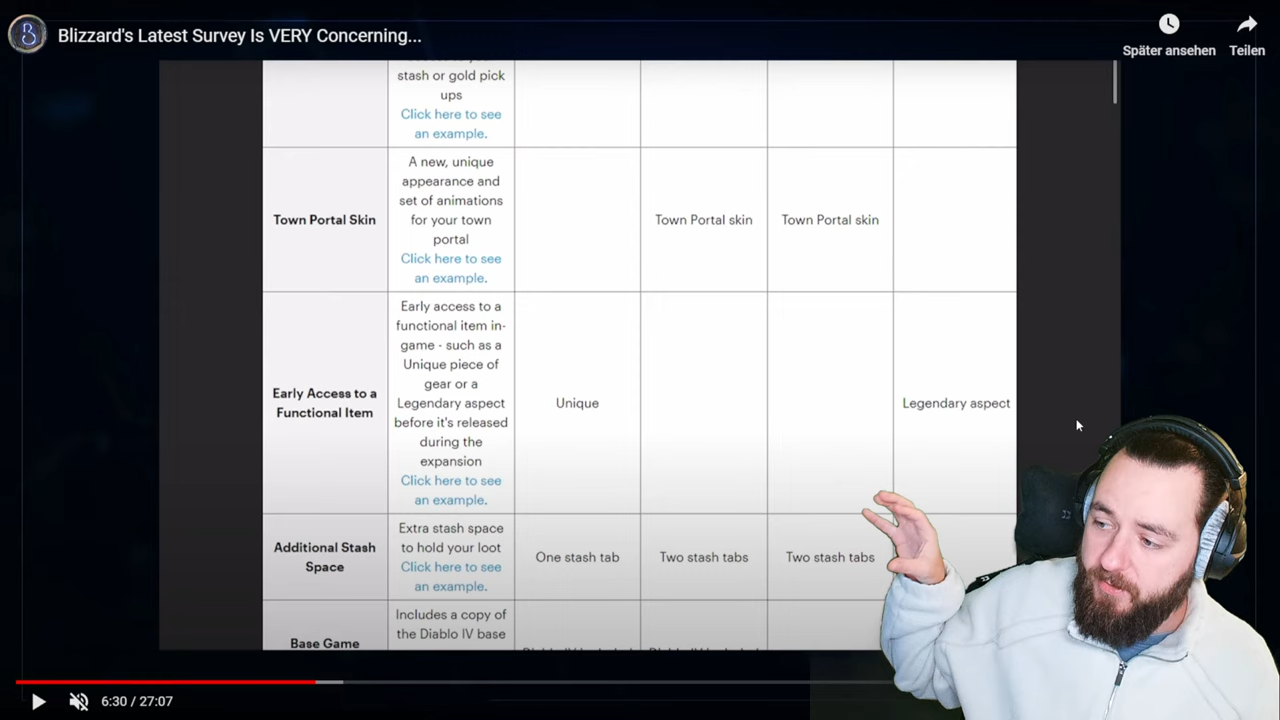 Blizzard's Latest Survey Is VERY Concerning...
Später ansehen
Teilen
stash or gold pick
ups
Click here to see
an example.
Town Portal Skin
A new, unique
appearance and
set of animations
for your town
portal
Click here to see
an example.
Town Portal skin
Town Portal skin
Early Access to a
Functional Item
Early access to a
functional item in-
game - such as a
Unique piece of
gear or a
Legendary aspect
before it's released
during the
expansion
Click here to see
an example.
Unique
Legendary aspect
Additional Stash
Space
Extra stash space
to hold your loot
Click here to see
an example.
One stash tab
Two stash tabs
Two stash tabs
Base Game
Includes a copy of
the Diablo IV base
6:30 / 27:07